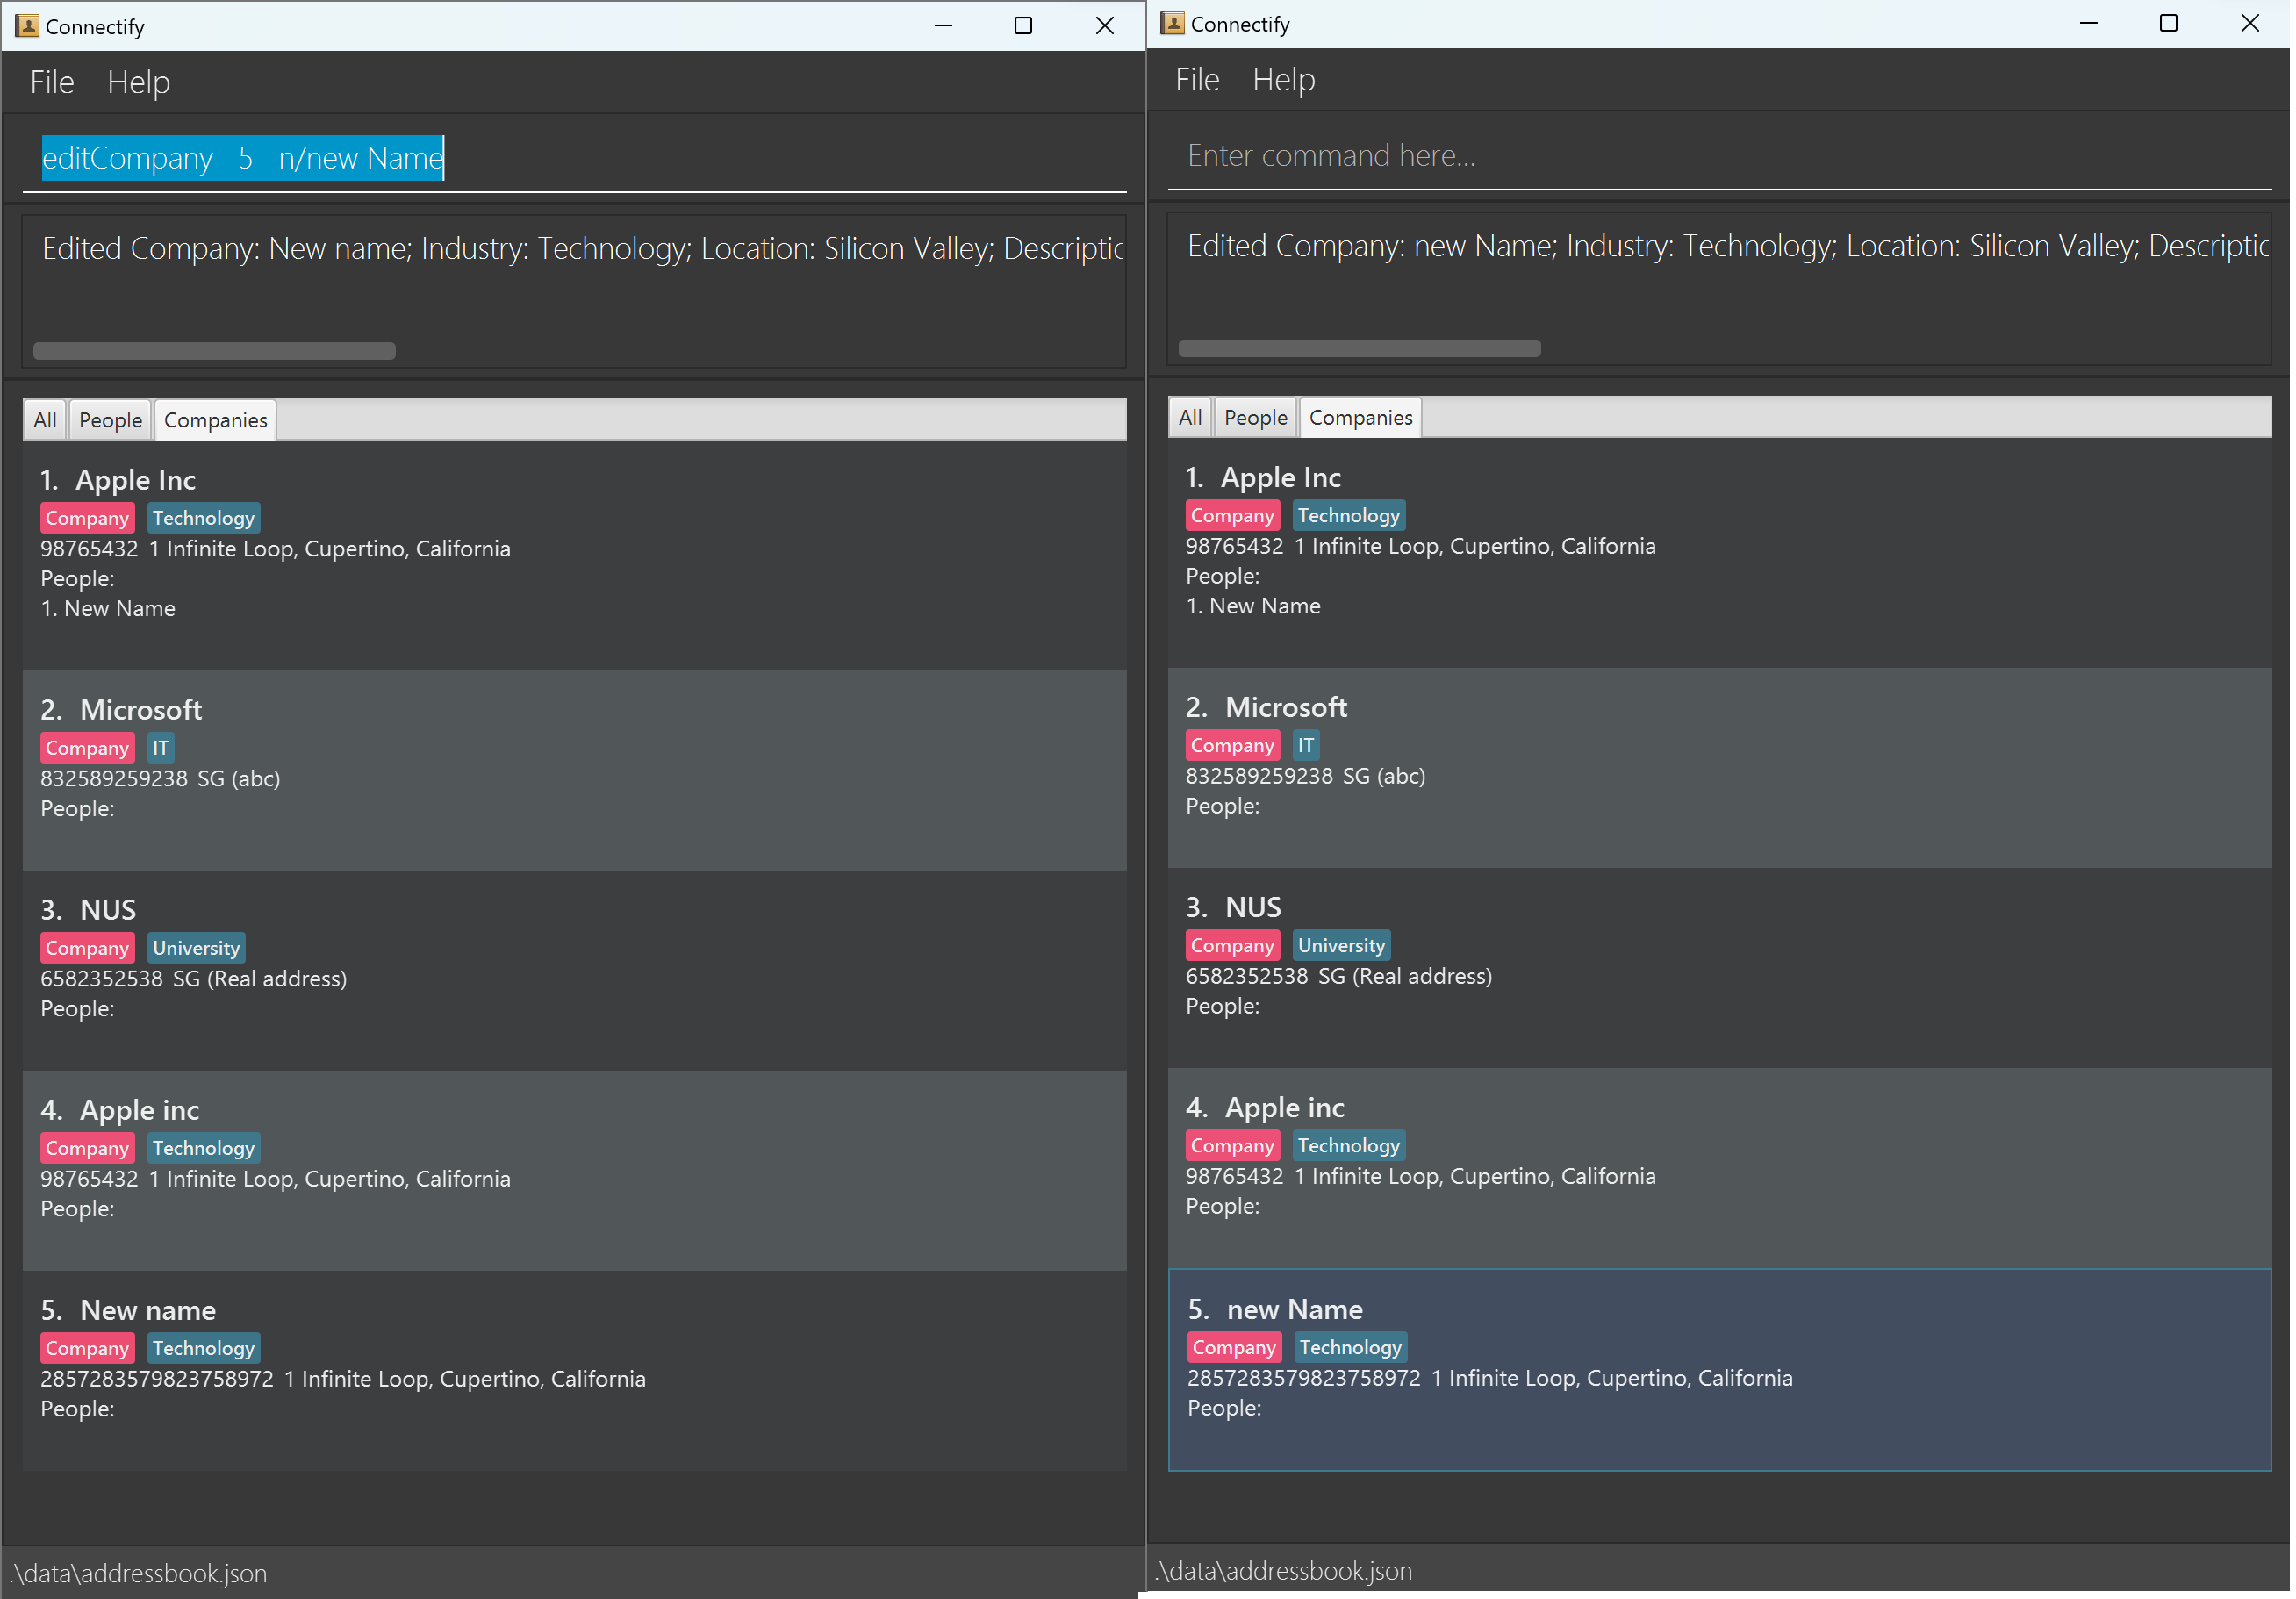 Connectify
File Help
editCompany   5   n/new Name
Edited Company: New name; Industry: Technology; Location: Silicon Valley; Descriptic
All People Companies
1. Apple Inc
Company Technology
98765432 1 Infinite Loop, Cupertino, California
People:
1. New Name
2. Microsoft
Company IT
832589259238 SG (abc)
People:
3. NUS
Company University
6582352538 SG (Real address)
People:
4. Apple inc
Company Technology
98765432 1 Infinite Loop, Cupertino, California
People:
5. New name
Company Technology
2857283579823758972 1 Infinite Loop, Cupertino, California
People:
.\data\addressbook.json
Connectify
File Help
Enter command here...
Edited Company: new Name; Industry: Technology; Location: Silicon Valley; Descriptic
All People Companies
1. Apple Inc
Company Technology
98765432 1 Infinite Loop, Cupertino, California
People:
1. New Name
2. Microsoft
Company IT
832589259238 SG (abc)
People:
3. NUS
Company University
6582352538 SG (Real address)
People:
4. Apple inc
Company Technology
98765432 1 Infinite Loop, Cupertino, California
People:
5. new Name
Company Technology
2857283579823758972 1 Infinite Loop, Cupertino, California
People:
.\data\addressbook.json